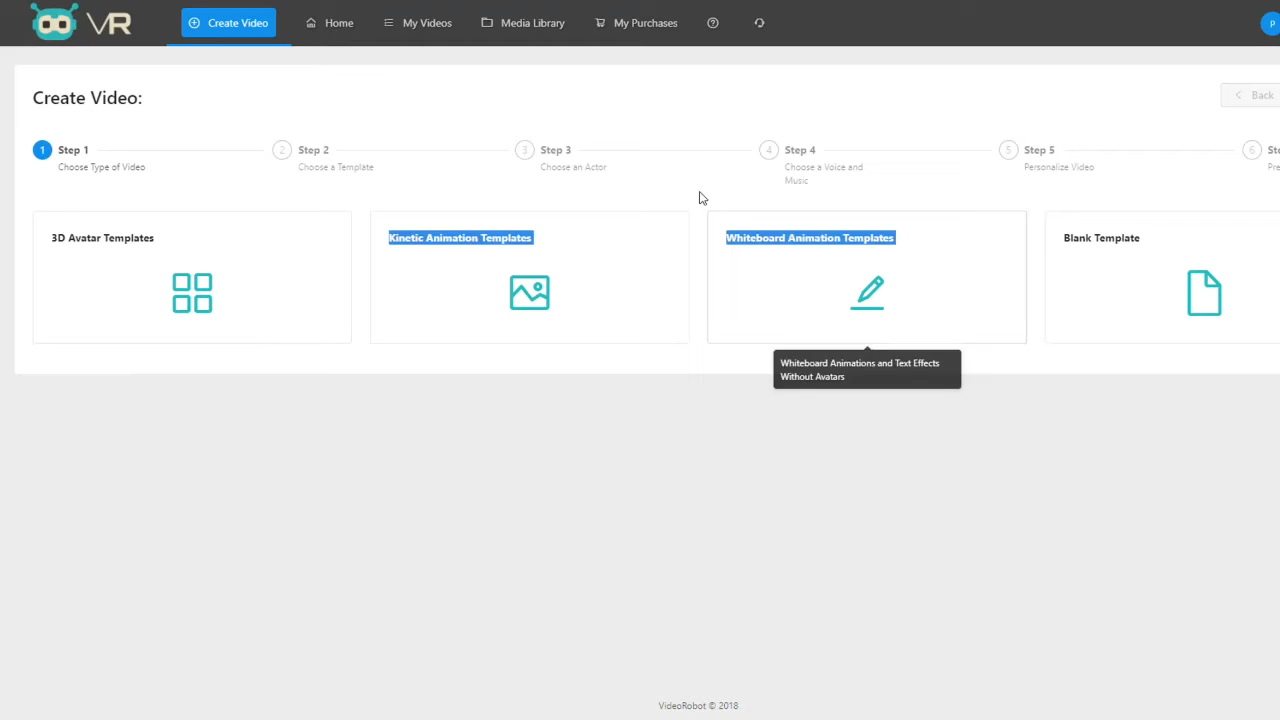 VR
Create Video
Home
My Videos
Media Library
My Purchases
P
Create Video:
Back
1
Step 1
Choose Type of Video
2
Step 2
Choose a Template
3
Step 3
Choose an Actor
4
Step 4
Choose a Voice and
Music
5
Step 5
Personalize Video
6
Ste
Pre
3D Avatar Templates
Kinetic Animation Templates
Whiteboard Animation Templates
Blank Template
Whiteboard Animations and Text Effects
Without Avatars
VideoRobot © 2018